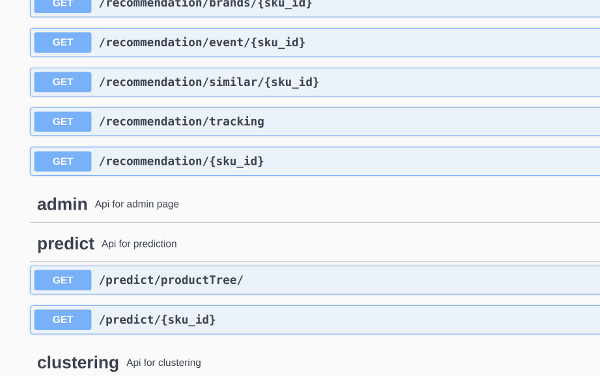 /recommendation/brands/{sku_id}
GET /recommendation/event/{sku_id}
GET /recommendation/similar/{sku_id}
GET /recommendation/tracking
GET /recommendation/{sku_id}
admin Api for admin page
predict Api for prediction
GET /predict/productTree/
GET /predict/{sku_id}
clustering Api for clustering